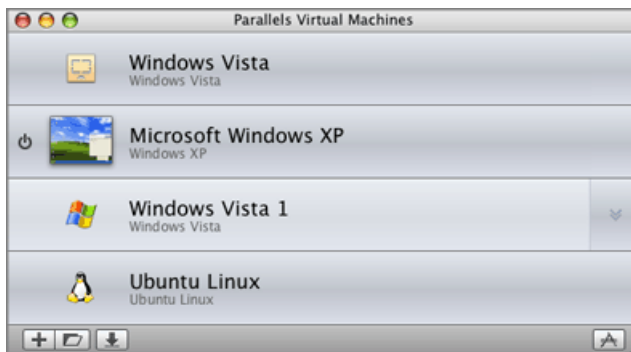 Parallels Virtual Machines
Windows Vista
Windows Vista
Microsoft Windows XP
Windows XP
Windows Vista 1
Windows Vista
Ubuntu Linux
Ubuntu Linux